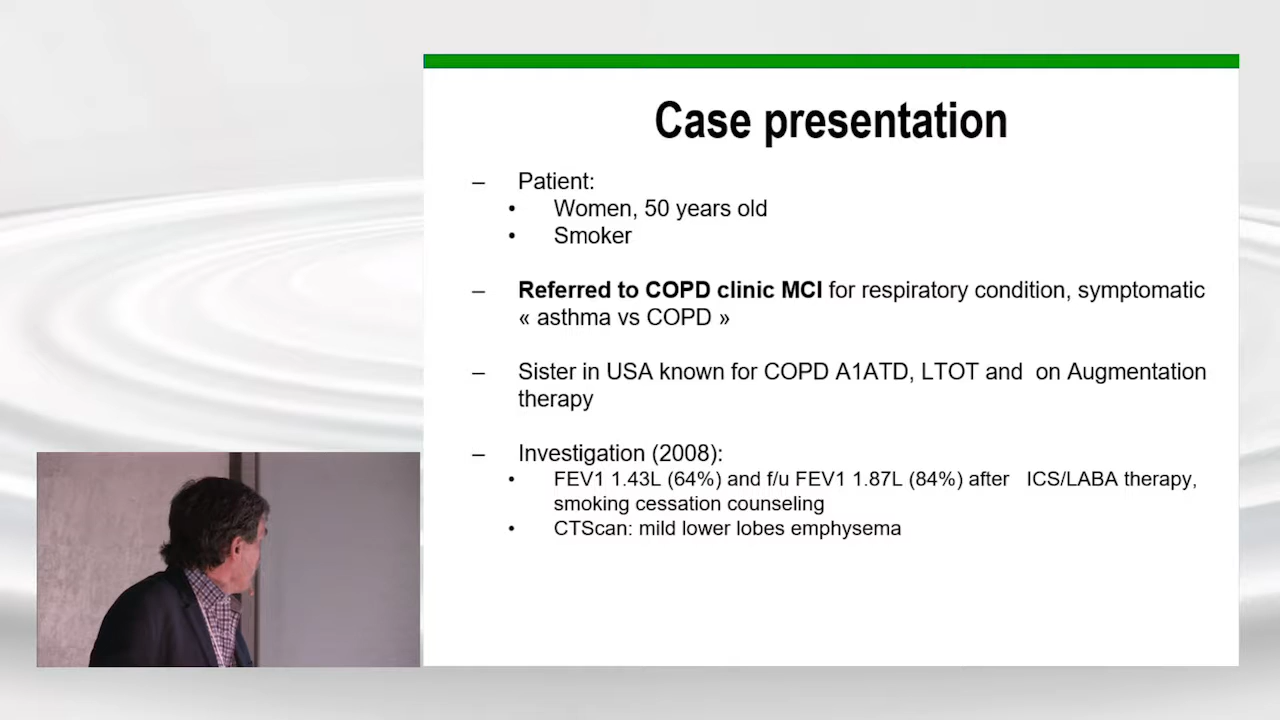 Case presentation
– Patient:
• Women, 50 years old
• Smoker
– Referred to COPD clinic MCI for respiratory condition, symptomatic
« asthma vs COPD »
– Sister in USA known for COPD A1ATD, LTOT and on Augmentation
therapy
– Investigation (2008):
• FEV1 1.43L (64%) and f/u FEV1 1.87L (84%) after ICS/LABA therapy,
smoking cessation counseling
• CTScan: mild lower lobes emphysema